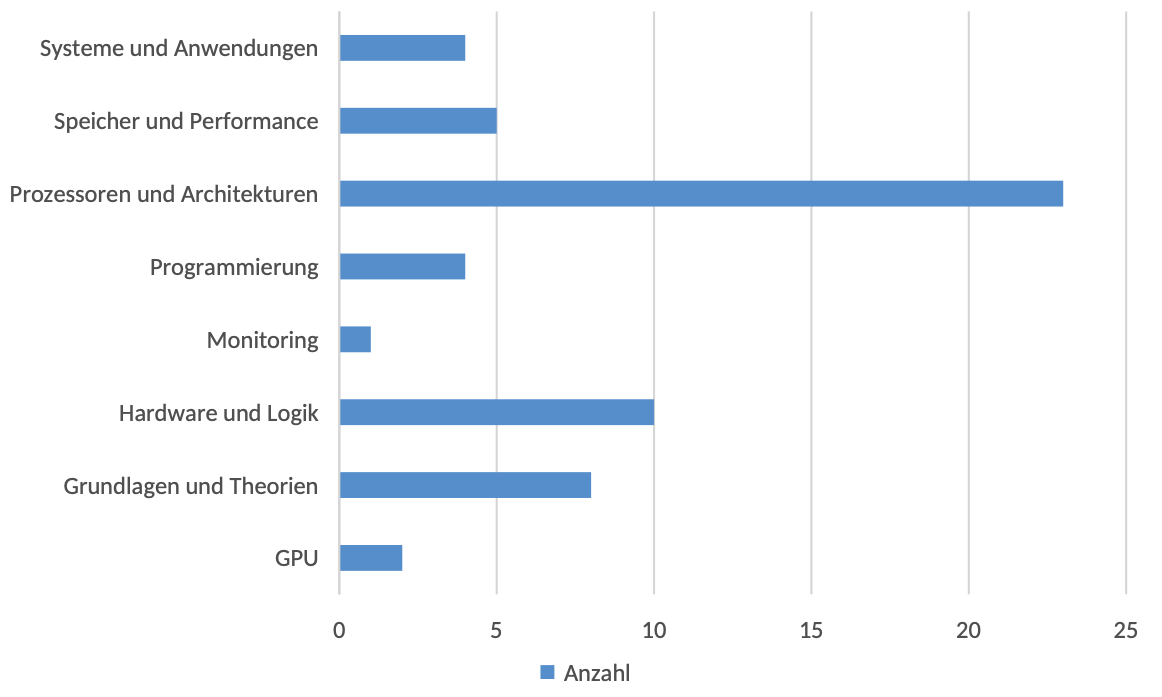 Systeme und Anwendungen
Speicher und Performance
Prozessoren und Architekturen
Programmierung
Monitoring
Hardware und Logik
Grundlagen und Theorien
GPU
0 5 10 15 20 25
Anzahl